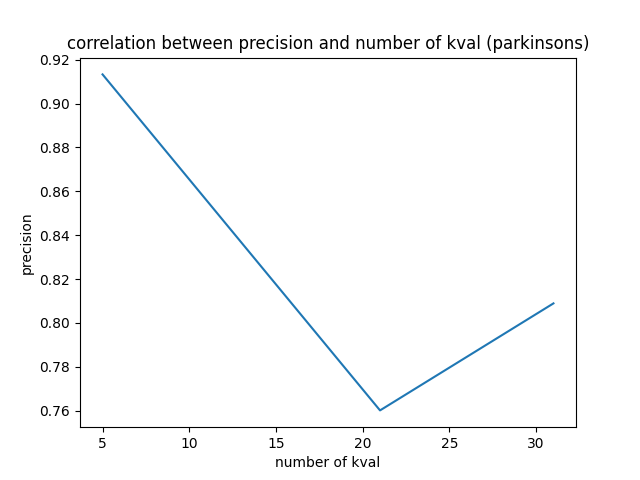 correlation between precision and number of kval (parkinsons)
0.92
0.90
0.88
0.86
0.84
0.82
0.80
0.78
0.76
precision
5 10 15 20 25 30
number of kval